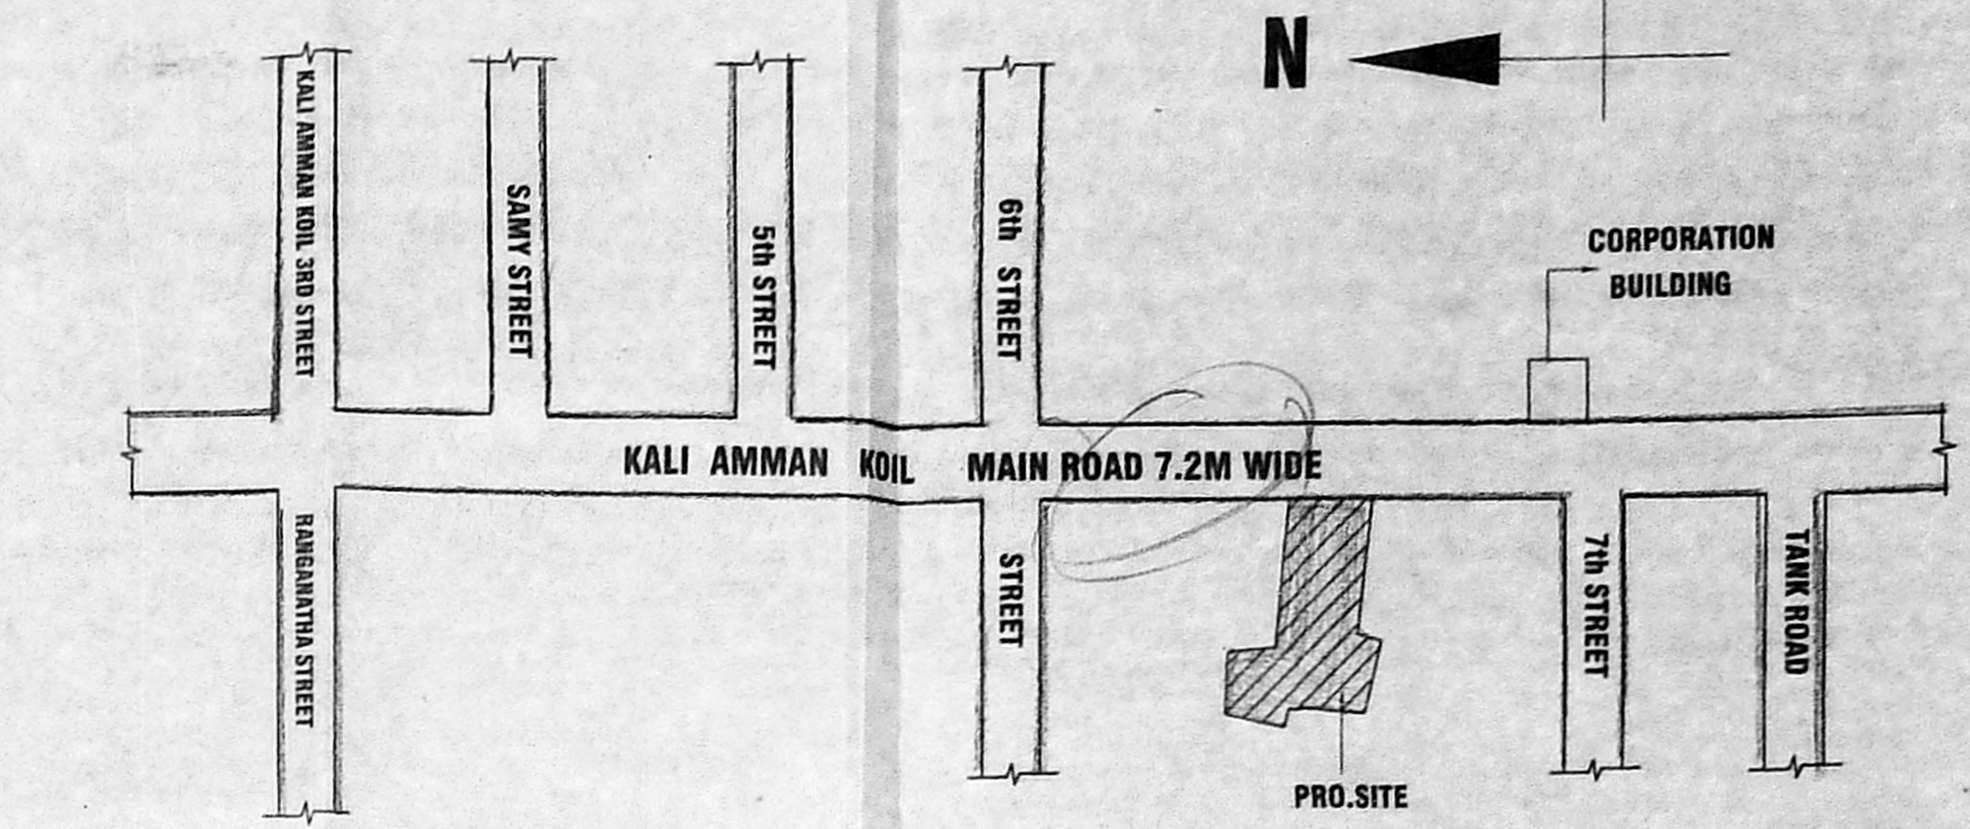 N
KALI AMMAN KOIL 3RD STREET
SAMY STREET
5th STREET
6th STREET
CORPORATION
BUILDING
KALI AMMAN KOIL MAIN ROAD 7.2M WIDE
RANGANATHA STREET
STREET
7th STREET
TANK ROAD
PRO.SITE